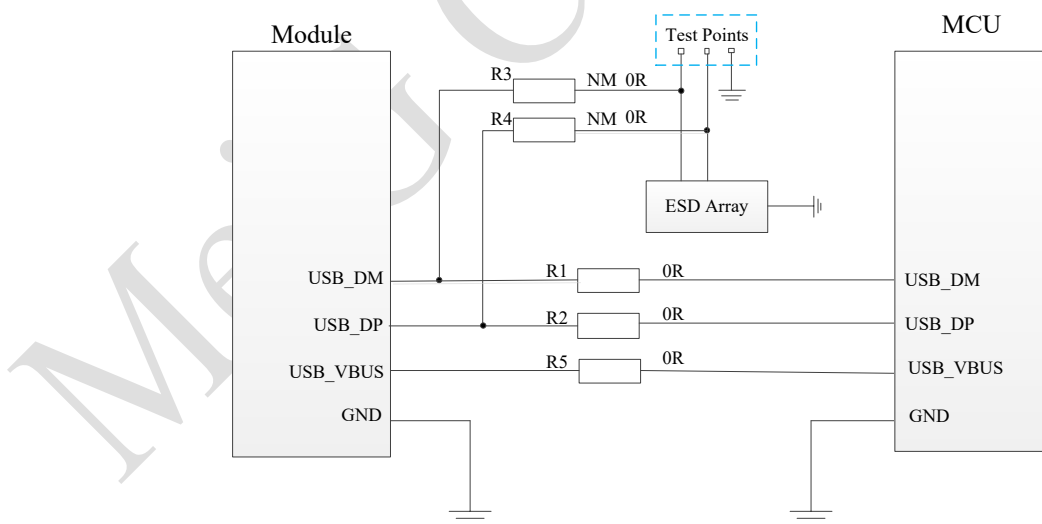 Module
Test Points
MCU
R3 NM 0R
R4 NM 0R
ESD Array
USB_DM R1 0R USB_DM
USB_DP R2 0R USB_DP
USB_VBUS R5 0R USB_VBUS
GND GND